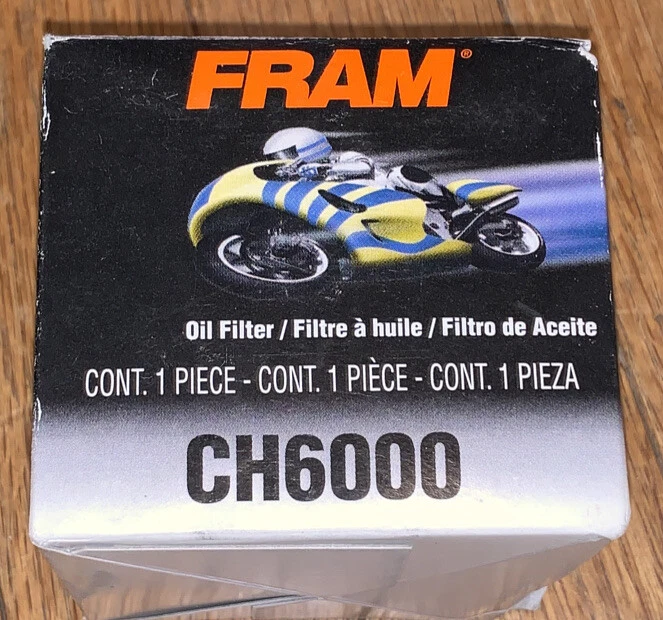 FRAM®
Oil Filter / Filtre à huile / Filtro de Aceite
CONT. 1 PIECE - CONT. 1 PIÈCE - CONT. 1 PIEZA
CH6000